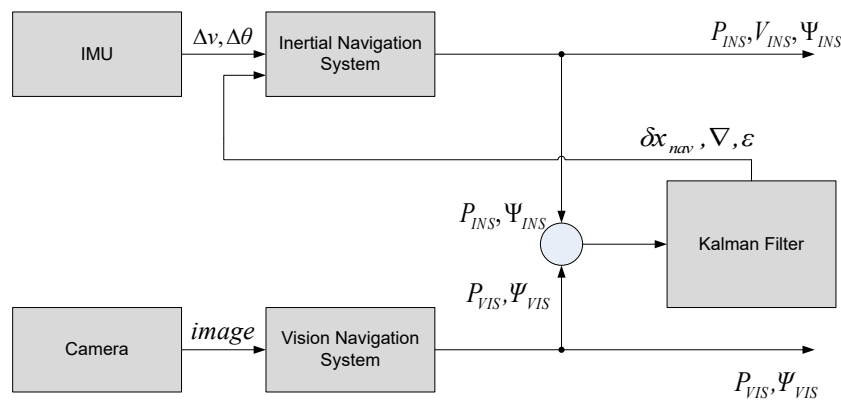 IMU
Δv, Δθ
Inertial Navigation
System
P_INS, V_INS, Ψ_INS
δx_nav, ∇, ε
P_INS, Ψ_INS
Kalman Filter
P_VIS, Ψ_VIS
Camera
image
Vision Navigation
System
P_VIS, Ψ_VIS